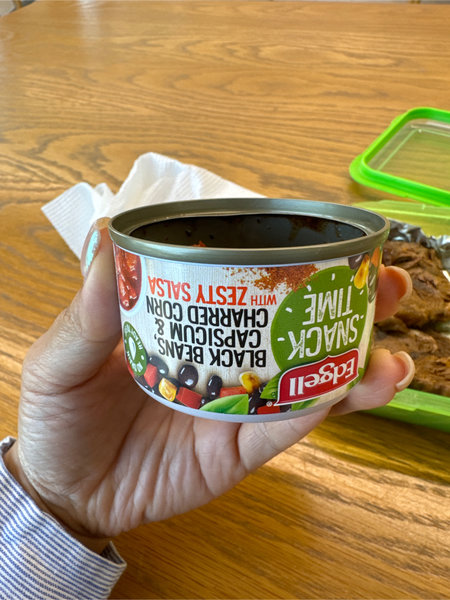 Edgell
SNACK
TIME
BLACK BEANS,
CAPSICUM &
CHARRED CORN
WITH ZESTY SALSA